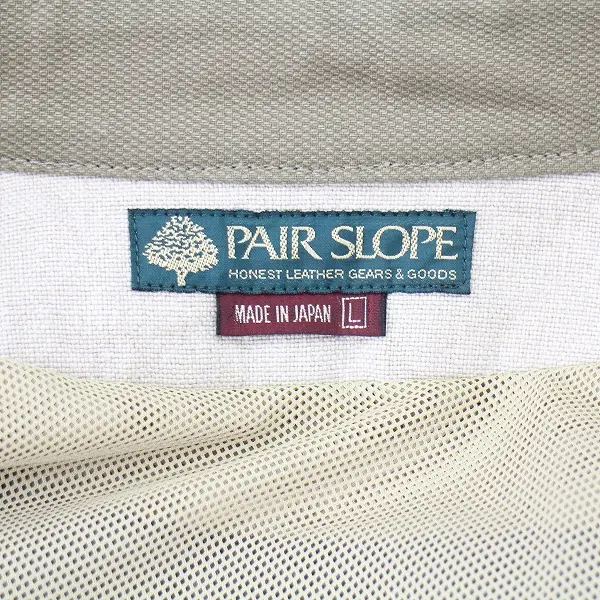 PAIR SLOPE
HONEST LEATHER GEARS & GOODS
MADE IN JAPAN L